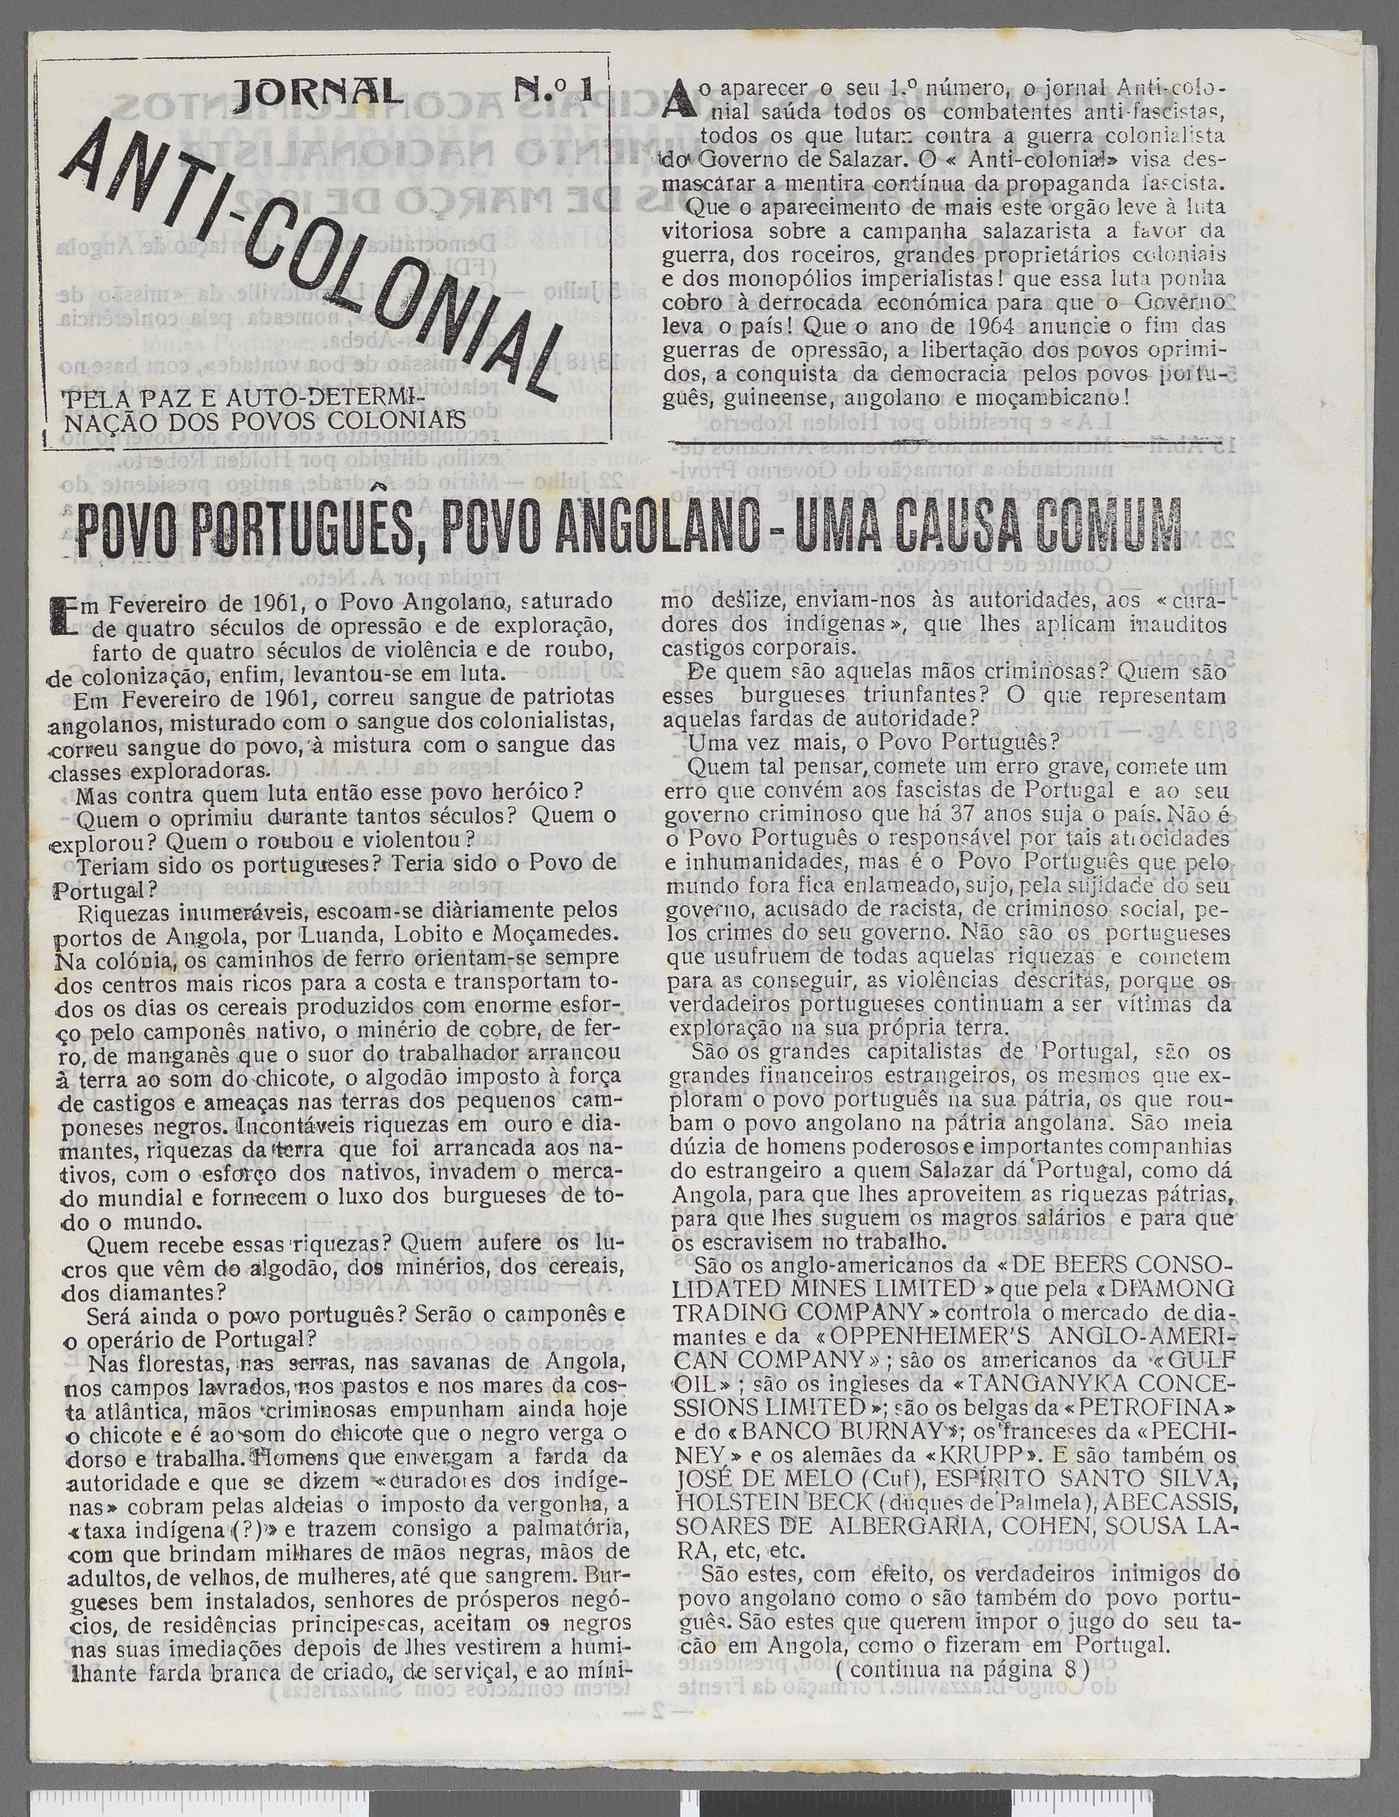 JORNAL N.º 1
ANTI-COLONIAL
PELA PAZ E AUTO-DETERMI-
NAÇÃO DOS POVOS COLONIAIS
Ao aparecer o seu 1.º número, o jornal Anti-colo-
nial saúda todos os combatentes anti-fascistas,
todos os que lutam contra a guerra colonialista
do Governo de Salazar. O « Anti-colonial» visa des-
mascarar a mentira contínua da propaganda fascista.
Que o aparecimento de mais este orgão leve à luta
vitoriosa sobre a campanha salazarista a favor da
guerra, dos roceiros, grandes proprietários coloniais
e dos monopólios imperialistas! que essa luta ponha
cobro à derrocada económica para que o Govêrno
leva o país! Que o ano de 1964 anuncie o fim das
guerras de opressão, a libertação dos povos oprimi-
dos, a conquista da democracia pelos povos portu-
guês, guineense, angolano e moçambicano!
POVO PORTUGUÊS, POVO ANGOLANO - UMA CAUSA COMUM
Em Fevereiro de 1961, o Povo Angolano, saturado
de quatro séculos de opressão e de exploração,
farto de quatro séculos de violência e de roubo,
de colonização, enfim, levantou-se em luta.
Em Fevereiro de 1961, correu sangue de patriotas
angolanos, misturado com o sangue dos colonialistas,
correu sangue do povo, à mistura com o sangue das
classes exploradoras.
Mas contra quem luta então esse povo heróico?
Quem o oprimiu durante tantos séculos? Quem o
explorou? Quem o roubou e violentou?
Teriam sido os portugueses? Teria sido o Povo de
Portugal?
Riquezas inumeráveis, escoam-se diàriamente pelos
portos de Angola, por Luanda, Lobito e Moçamedes.
Na colónia, os caminhos de ferro orientam-se sempre
dos centros mais ricos para a costa e transportam to-
dos os dias os cereais produzidos com enorme esfor-
ço pelo camponês nativo, o minério de cobre, de fer-
ro, de manganês que o suor do trabalhador arrancou
à terra ao som do chicote, o algodão imposto à força
de castigos e ameaças nas terras dos pequenos cam-
poneses negros. Incontáveis riquezas em ouro e dia-
mantes, riquezas da terra que foi arrancada aos na-
tivos, com o esforço dos nativos, invadem o merca-
do mundial e fornecem o luxo dos burgueses de to-
do o mundo.
Quem recebe essas riquezas? Quem aufere os lu-
cros que vêm do algodão, dos minérios, dos cereais,
dos diamantes?
Será ainda o povo português? Serão o camponês e
o operário de Portugal?
Nas florestas, nas serras, nas savanas de Angola,
nos campos lavrados, nos pastos e nos mares da cos-
ta atlântica, mãos criminosas empunham ainda hoje
o chicote e é ao som do chicote que o negro verga o
dorso e trabalha. Homens que envergam a farda da
autoridade e que se dizem «curadores dos indíge-
nas» cobram pelas aldeias o imposto da vergonha, a
«taxa indígena (?)» e trazem consigo a palmatória,
com que brindam milhares de mãos negras, mãos de
adultos, de velhos, de mulheres, até que sangrem. Bur-
gueses bem instalados, senhores de prósperos negó-
cios, de residências principescas, aceitam os negros
nas suas imediações depois de lhes vestirem a humi-
lhante farda branca de criado, de serviçal, e ao míni-
mo deslize, enviam-nos às autoridades, aos «cura-
dores dos indígenas», que lhes aplicam inauditos
castigos corporais.
De quem são aquelas mãos criminosas? Quem são
esses burgueses triunfantes? O que representam
aquelas fardas de autoridade?
Uma vez mais, o Povo Português?
Quem tal pensar, comete um erro grave, comete um
erro que convém aos fascistas de Portugal e ao seu
governo criminoso que há 37 anos suja o país. Não é
o Povo Português o responsável por tais atrocidades
e inhumanidades, mas é o Povo Português que pelo
mundo fora fica enlameado, sujo, pela sujidade do seu
governo, acusado de racista, de criminoso social, pe-
los crimes do seu governo. Não são os portugueses
que usufruem de todas aquelas riquezas e cometem
para as conseguir, as violências descritas, porque os
verdadeiros portugueses continuam a ser vítimas da
exploração na sua própria terra.
São os grandes capitalistas de Portugal, são os
grandes financeiros estrangeiros, os mesmos que ex-
ploram o povo português na sua pátria, os que rou-
bam o povo angolano na pátria angolana. São meia
dúzia de homens poderosos e importantes companhias
do estrangeiro a quem Salazar dá Portugal, como dá
Angola, para que lhes aproveitem as riquezas pátrias,
para que lhes suguem os magros salários e para que
os escravisem no trabalho.
São os anglo-americanos da «DE BEERS CONSO-
LIDATED MINES LIMITED» que pela «DIAMONG
TRADING COMPANY» controla o mercado de dia-
mantes e da «OPPENHEIMER'S ANGLO-AMERI-
CAN COMPANY»; são os americanos da «GULF
OIL»; são os ingleses da «TANGANYKA CONCE-
SSIONS LIMITED»; são os belgas da «PETROFINA»
e do «BANCO BURNAY»; os franceses da «PECHI-
NEY» e os alemães da «KRUPP». E são também os
JOSÉ DE MELO (Cuf), ESPÍRITO SANTO SILVA,
HOLSTEIN BECK (duques de Palmela), ABECASSIS,
SOARES DE ALBERGARIA, COHEN, SOUSA LA-
RA, etc, etc.
São estes, com efeito, os verdadeiros inimigos do
povo angolano como o são também do povo portu-
guês. São estes que querem impor o jugo do seu ta-
cão em Angola, como o fizeram em Portugal.
(continua na página 8)